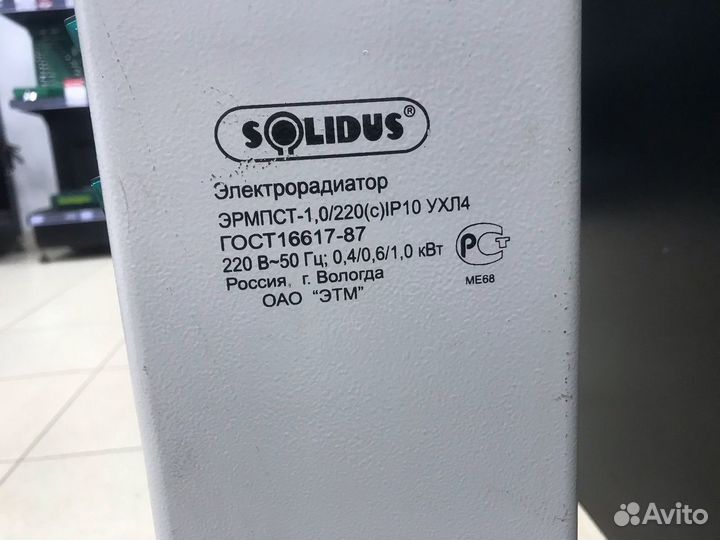 SOLIDUS®
Электрорадиатор
ЭРМПСТ-1,0/220(с)IP10 УХЛ4
ГОСТ16617-87
220 В~50 Гц; 0,4/0,6/1,0 кВт
Россия, г. Вологда
ОАО “ЭТМ”
РСТ
МЕ68
Avito